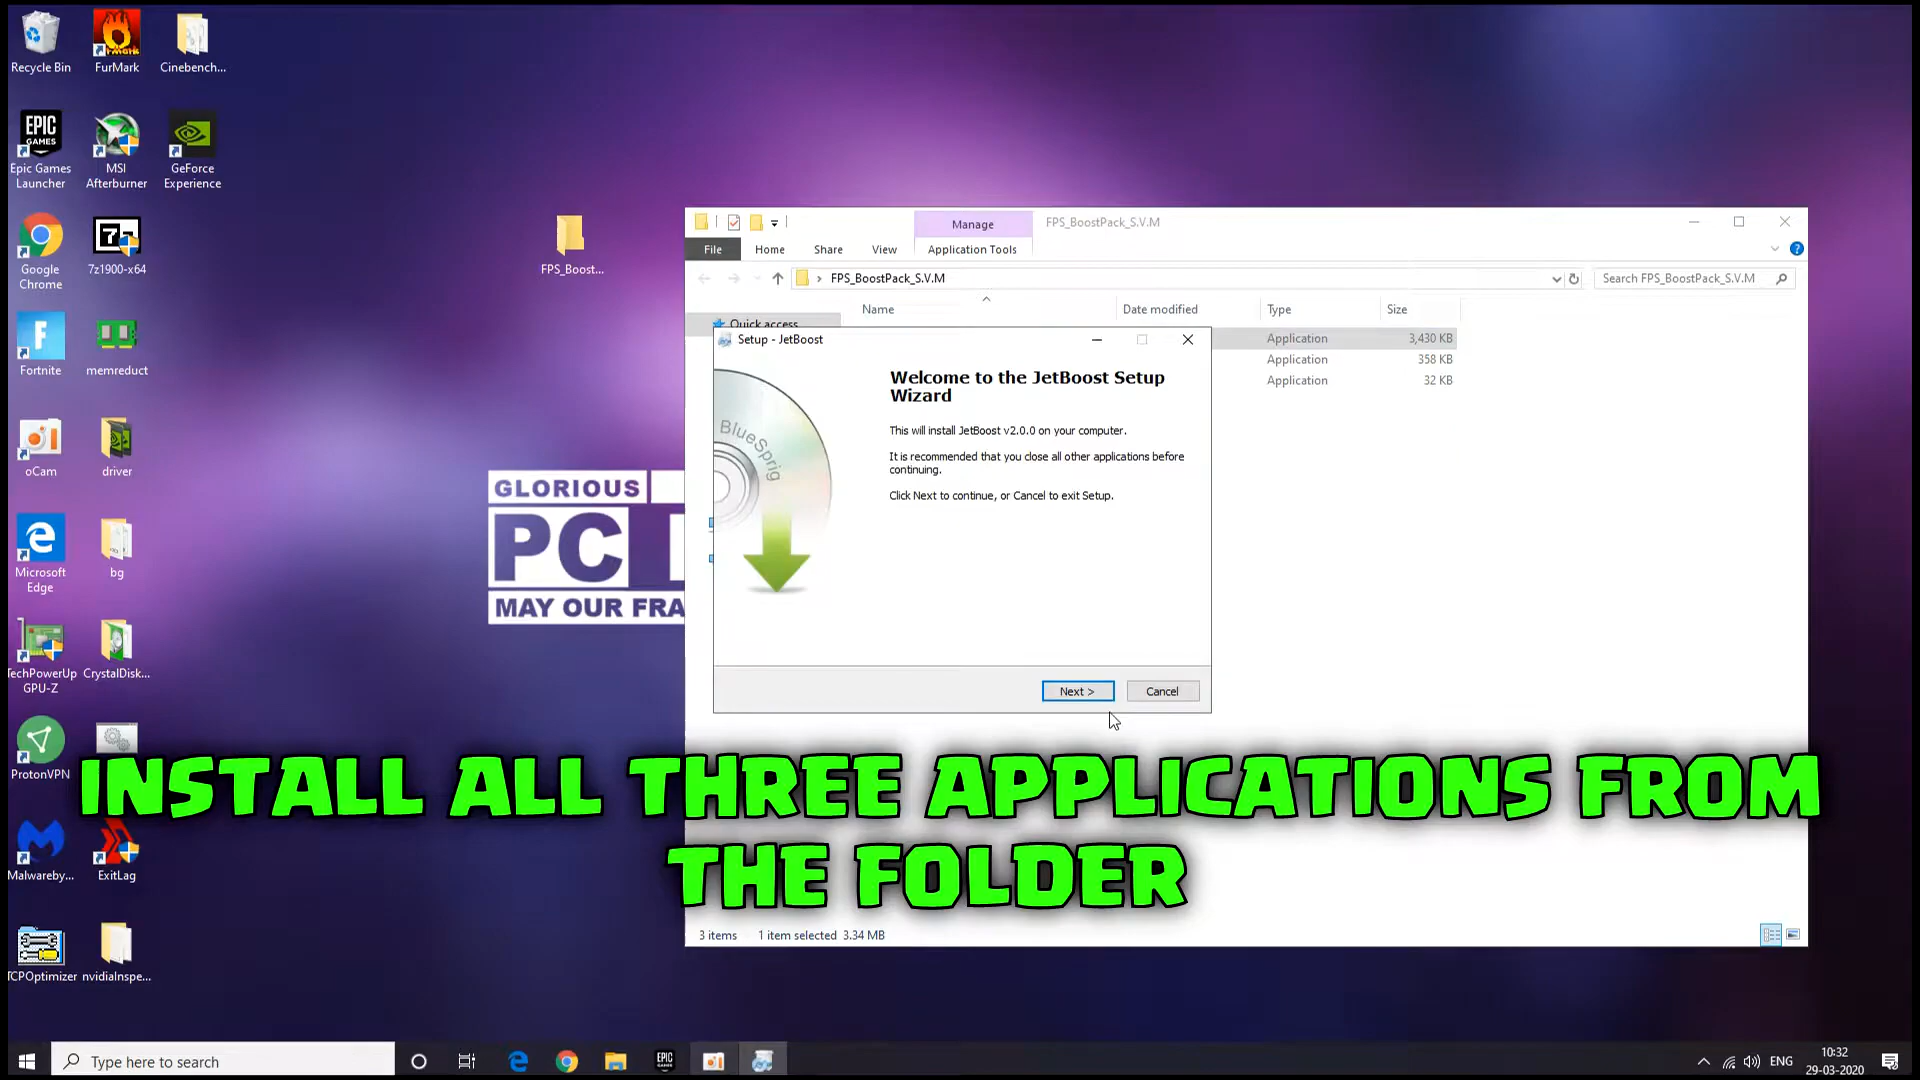 Recycle Bin
FurMark
Cinebench...
EPIC
GAMES
Epic Games
Launcher
MSI
Afterburner
GeForce
Experience
Google
Chrome
7z
7z1900-x64
FPS_Boost...
Fortnite
memreduct
oCam
driver
Microsoft
Edge
bg
TechPowerUp
GPU-Z
CrystalDisk...
ProtonVPN
Malwareby...
ExitLag
TCPOptimizer
nvidiaInspe...
GLORIOUS
PC
MAY OUR FRA
Manage
FPS_BoostPack_S.V.M
File
Home
Share
View
Application Tools
FPS_BoostPack_S.V.M
Search FPS_BoostPack_S.V.M
Name
Date modified
Type
Size
Quick access
Application
3,430 KB
Application
358 KB
Application
32 KB
Setup - JetBoost
BlueSprig
Welcome to the JetBoost Setup
Wizard
This will install JetBoost v2.0.0 on your computer.
It is recommended that you close all other applications before
continuing.
Click Next to continue, or Cancel to exit Setup.
Next >
Cancel
INSTALL ALL THREE APPLICATIONS FROM
THE FOLDER
3 items
1 item selected 3.34 MB
Type here to search
EPIC
ENG
10:32
29-03-2020